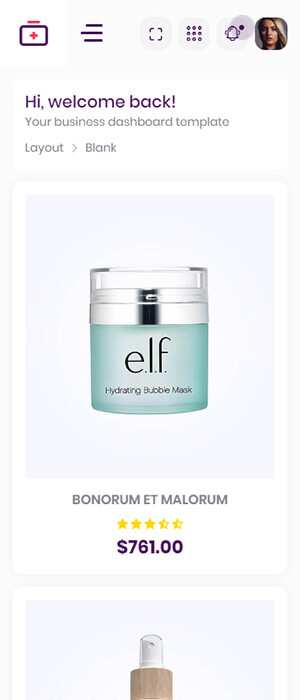 Hi, welcome back!
Your business dashboard template
Layout > Blank
e.l.f.
Hydrating Bubble Mask
BONORUM ET MALORUM
$761.00